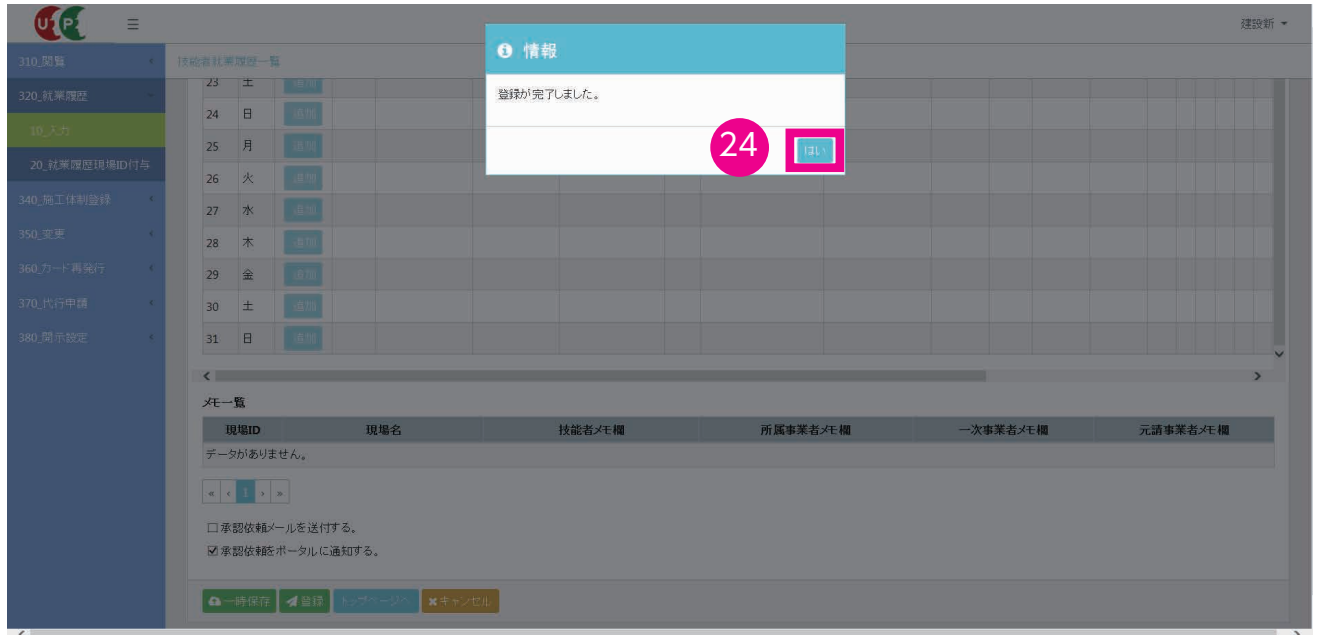 建設新
310_閲覧
技能者就業履歴一覧
320_就業履歴
10_入力
20_就業履歴現場ID付与
340_施工体制登録
350_変更
360_カード再発行
370_代行申請
380_開示設定
情報
登録が完了しました。
24
はい
23 土 追加
24 日 追加
25 月 追加
26 火 追加
27 水 追加
28 木 追加
29 金 追加
30 土 追加
31 日 追加
メモ一覧
現場ID 現場名 技能者メモ欄 所属事業者メモ欄 一次事業者メモ欄 元請事業者メモ欄
データがありません。
« ‹ 1 › »
承認依頼メールを送付する。
承認依頼をポータルに通知する。
一時保存 登録 トップページへ キャンセル